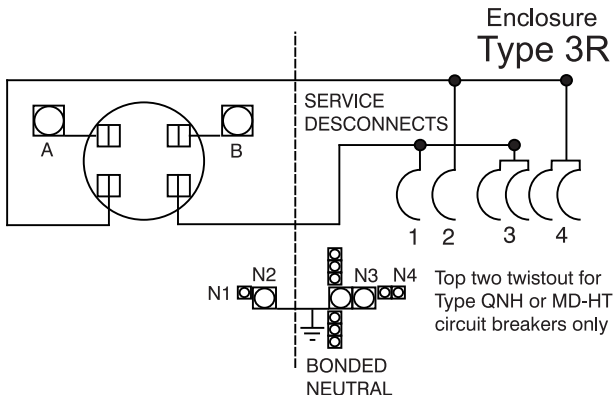 Enclosure
Type 3R
SERVICE
DESCONNECTS
A
B
1
2
3
4
N1
N2
N3
N4
Top two twistout for
Type QNH or MD-HT
circuit breakers only
BONDED
NEUTRAL